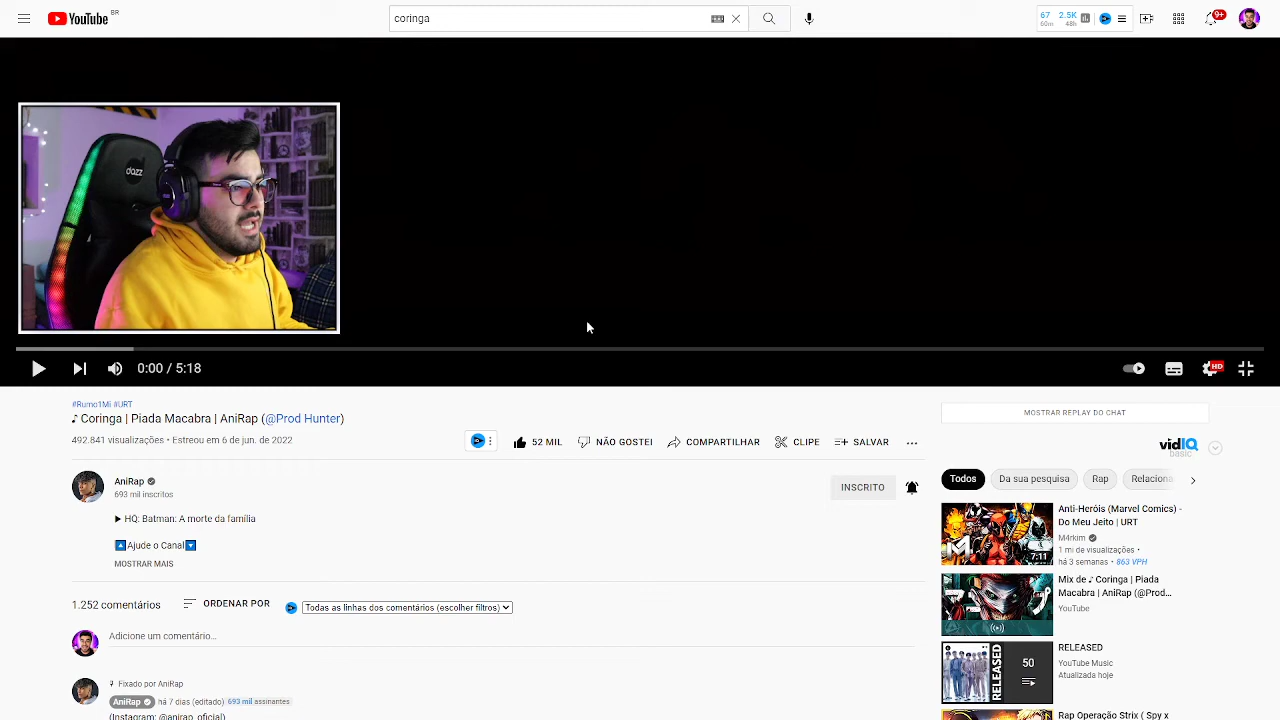 YouTube BR
coringa
67 2.5K
60m 48h
9+
dazz
0:00 / 5:18
HD
#Rumo1Mi #URT
♪ Coringa | Piada Macabra | AniRap (@Prod Hunter)
492.841 visualizações • Estreou em 6 de jun. de 2022
52 MIL
NÃO GOSTEI
COMPARTILHAR
CLIPE
SALVAR
AniRap
693 mil inscritos
INSCRITO
▶ HQ: Batman: A morte da família
🔼Ajude o Canal🔽
MOSTRAR MAIS
1.252 comentários
ORDENAR POR
Todas as linhas dos comentários (escolher filtros)
Adicione um comentário...
Fixado por AniRap
AniRap há 7 dias (editado) 693 mil assinantes
(Instagram: @anirap_oficial)
MOSTRAR REPLAY DO CHAT
vidIQ
basic
Todos
Da sua pesquisa
Rap
Relaciona
7:11
Anti-Heróis (Marvel Comics) -
Do Meu Jeito | URT
M4rkim
1 mi de visualizações •
há 3 semanas • 863 VPH
Mix de ♪ Coringa | Piada
Macabra | AniRap (@Prod...
YouTube
RELEASED
50
RELEASED
YouTube Music
Atualizada hoje
Rap Operação Strix ( Spy x